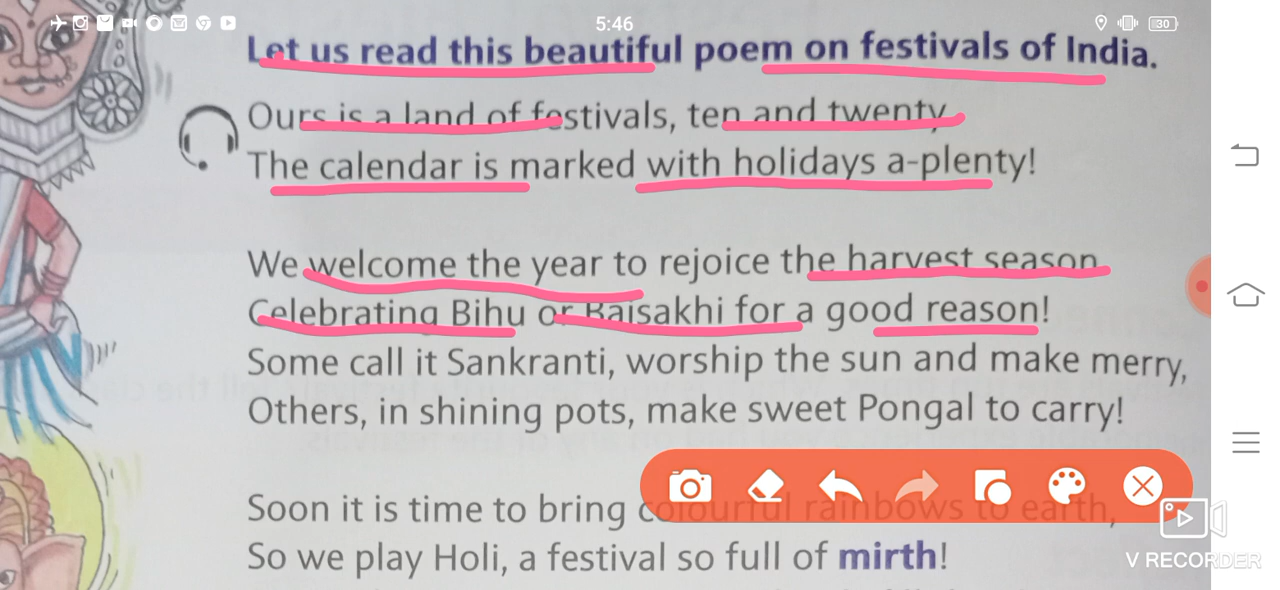 5:46
30
Let us read this beautiful poem on festivals of India.
Ours is a land of festivals, ten and twenty
The calendar is marked with holidays a-plenty!
We welcome the year to rejoice the harvest season
Celebrating Bihu or Baisakhi for a good reason!
Some call it Sankranti, worship the sun and make merry,
Others, in shining pots, make sweet Pongal to carry!
Soon it is time to bring colourful rainbows to earth,
So we play Holi, a festival so full of mirth!
V RECORDER